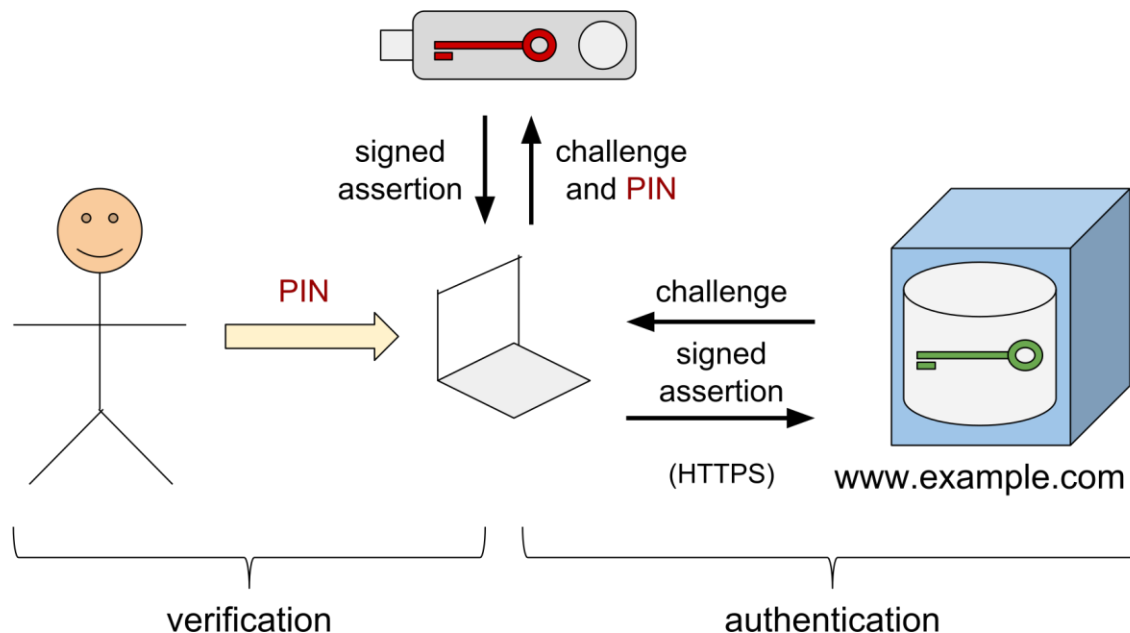 signed
assertion
challenge
and PIN
PIN
challenge
signed
assertion
(HTTPS)
www.example.com
verification
authentication